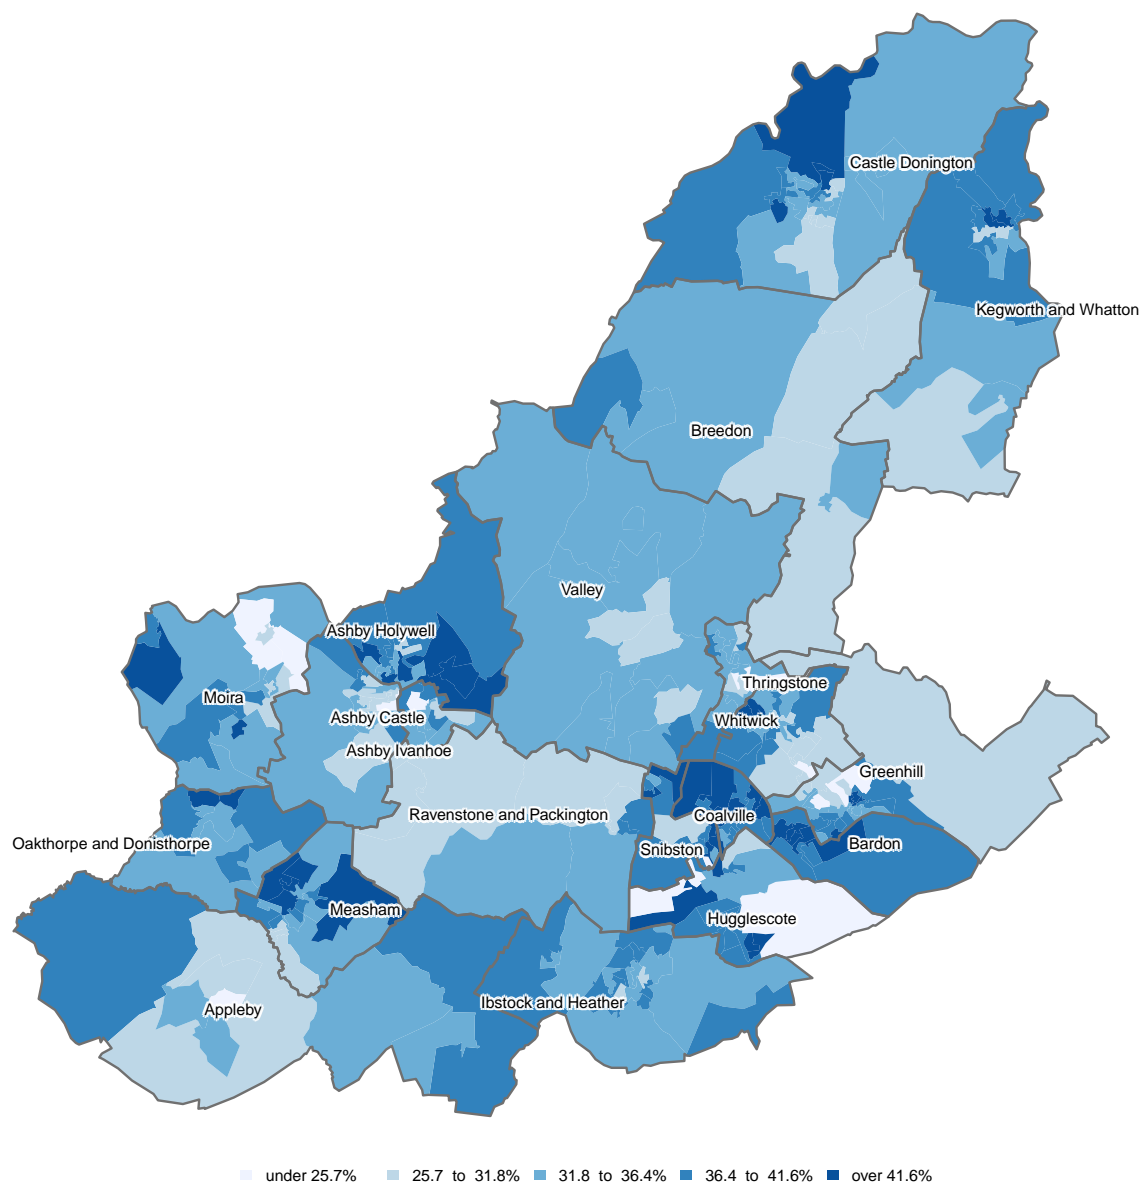 Castle Donington
Kegworth and Whatton
Breedon
Valley
Ashby Holywell
Thringstone
Moira
Ashby Castle
Whitwick
Ashby Ivanhoe
Greenhill
Ravenstone and Packington
Coalville
Oakthorpe and Donisthorpe
Snibston
Bardon
Measham
Hugglescote
Ibstock and Heather
Appleby
under 25.7% 25.7 to 31.8% 31.8 to 36.4% 36.4 to 41.6% over 41.6%